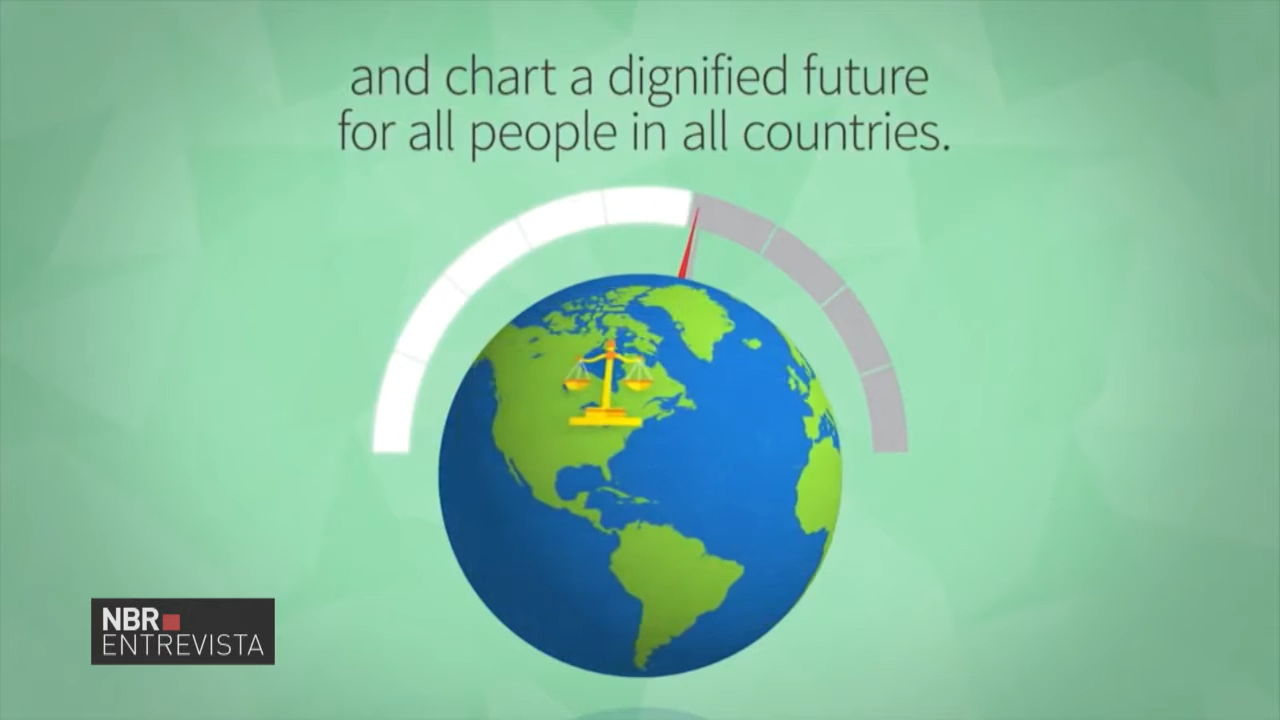 and chart a dignified future
for all people in all countries.
NBR
ENTREVISTA